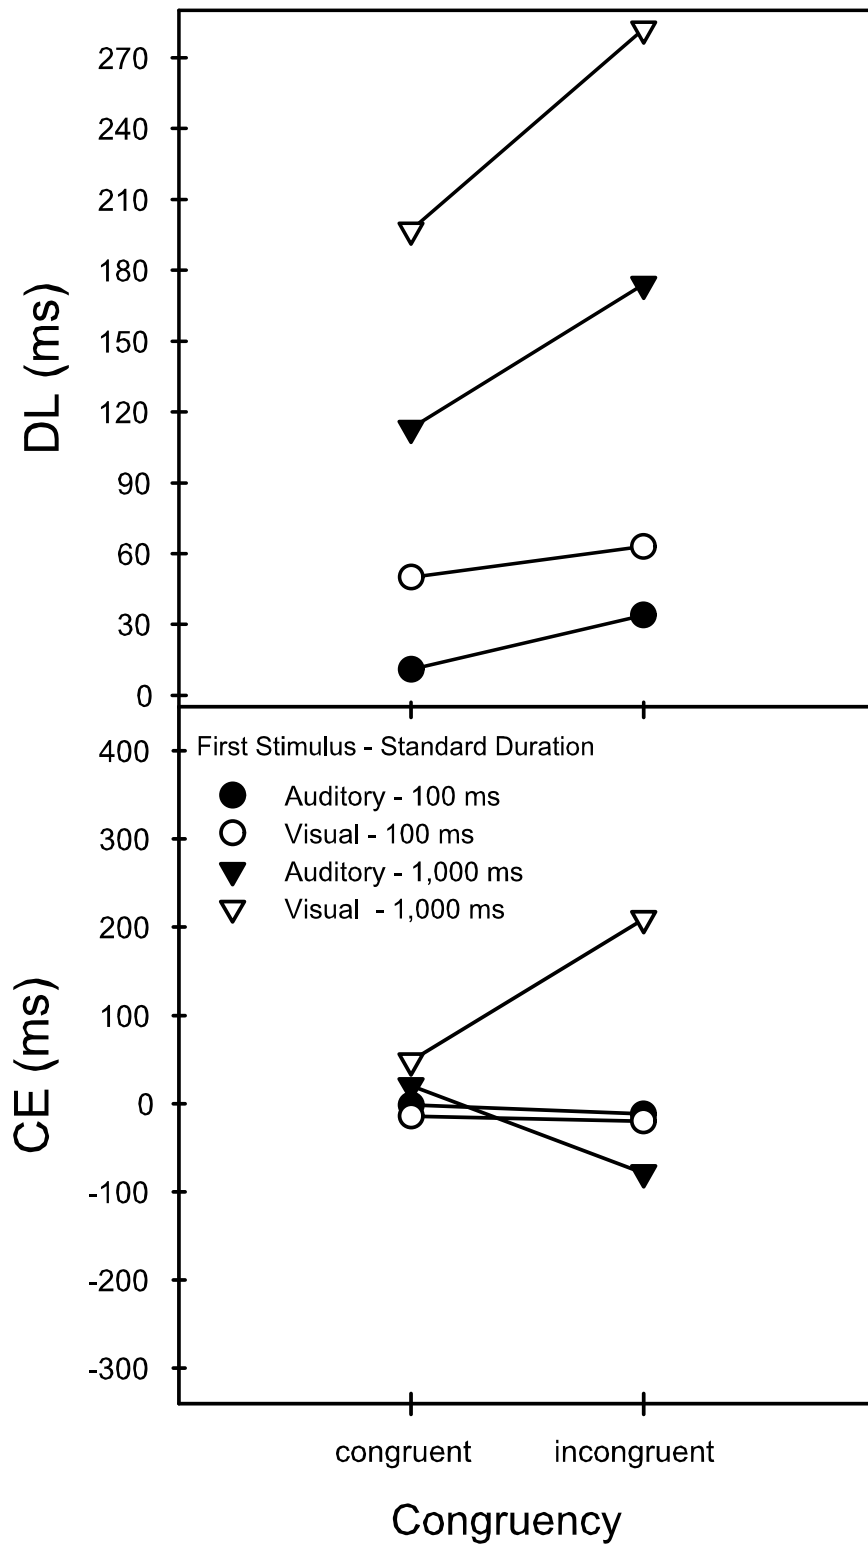 270
240
210
180
150
120
90
60
30
0
DL (ms)
First Stimulus - Standard Duration
Auditory - 100 ms
Visual - 100 ms
Auditory - 1,000 ms
Visual - 1,000 ms
400
300
200
100
0
-100
-200
-300
CE (ms)
congruent incongruent
Congruency